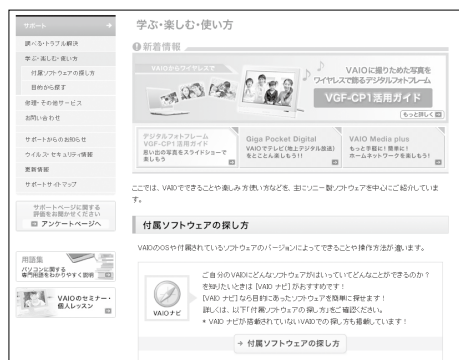 サポート
調べる・トラブル解決
学ぶ・楽しむ・使い方
付属ソフトウェアの探し方
目的から探す
修理・その他サービス
お問い合わせ
サポートからのお知らせ
ウイルス・セキュリティ情報
更新情報
サポートサイトマップ
サポートページに関する
評価をお聞かせください
アンケートページへ
用語集
パソコンに関する
専門用語をわかりやすく説明
VAIOのセミナー・
個人レッスン
学ぶ・楽しむ・使い方
新着情報
VAIOからワイヤレスで
VAIOに撮りためた写真を
ワイヤレスで飾るデジタルフォトフレーム
VGF-CP1活用ガイド
もっと詳しく
デジタルフォトフレーム
VGF-CP1活用ガイド
思い出の写真をスライドショーで
楽しもう
Giga Pocket Digital
VAIOでテレビ(地上デジタル放送)
をとことん楽しもう!!
VAIO Media plus
もっと手軽に!簡単に!
ホームネットワークを楽しもう!
ここでは、VAIOでできることや楽しみ方・使い方などを、主にソニー製ソフトウェアを中心にご紹介していま
す。
付属ソフトウェアの探し方
VAIOのOSや付属されているソフトウェアのバージョンによってできることや操作方法が違います。
VAIOナビ
ご自分のVAIOにどんなソフトウェアがはいっていてどんなことができるのか?
を知りたいときは [VAIO ナビ] がおすすめです!
[VAIO ナビ] なら目的にあったソフトウェアを簡単に探せます!
詳しくは、以下「付属ソフトウェアの探し方」をご確認ください。
* VAIO ナビが搭載されていないVAIOでの探し方も掲載しています!
付属ソフトウェアの探し方